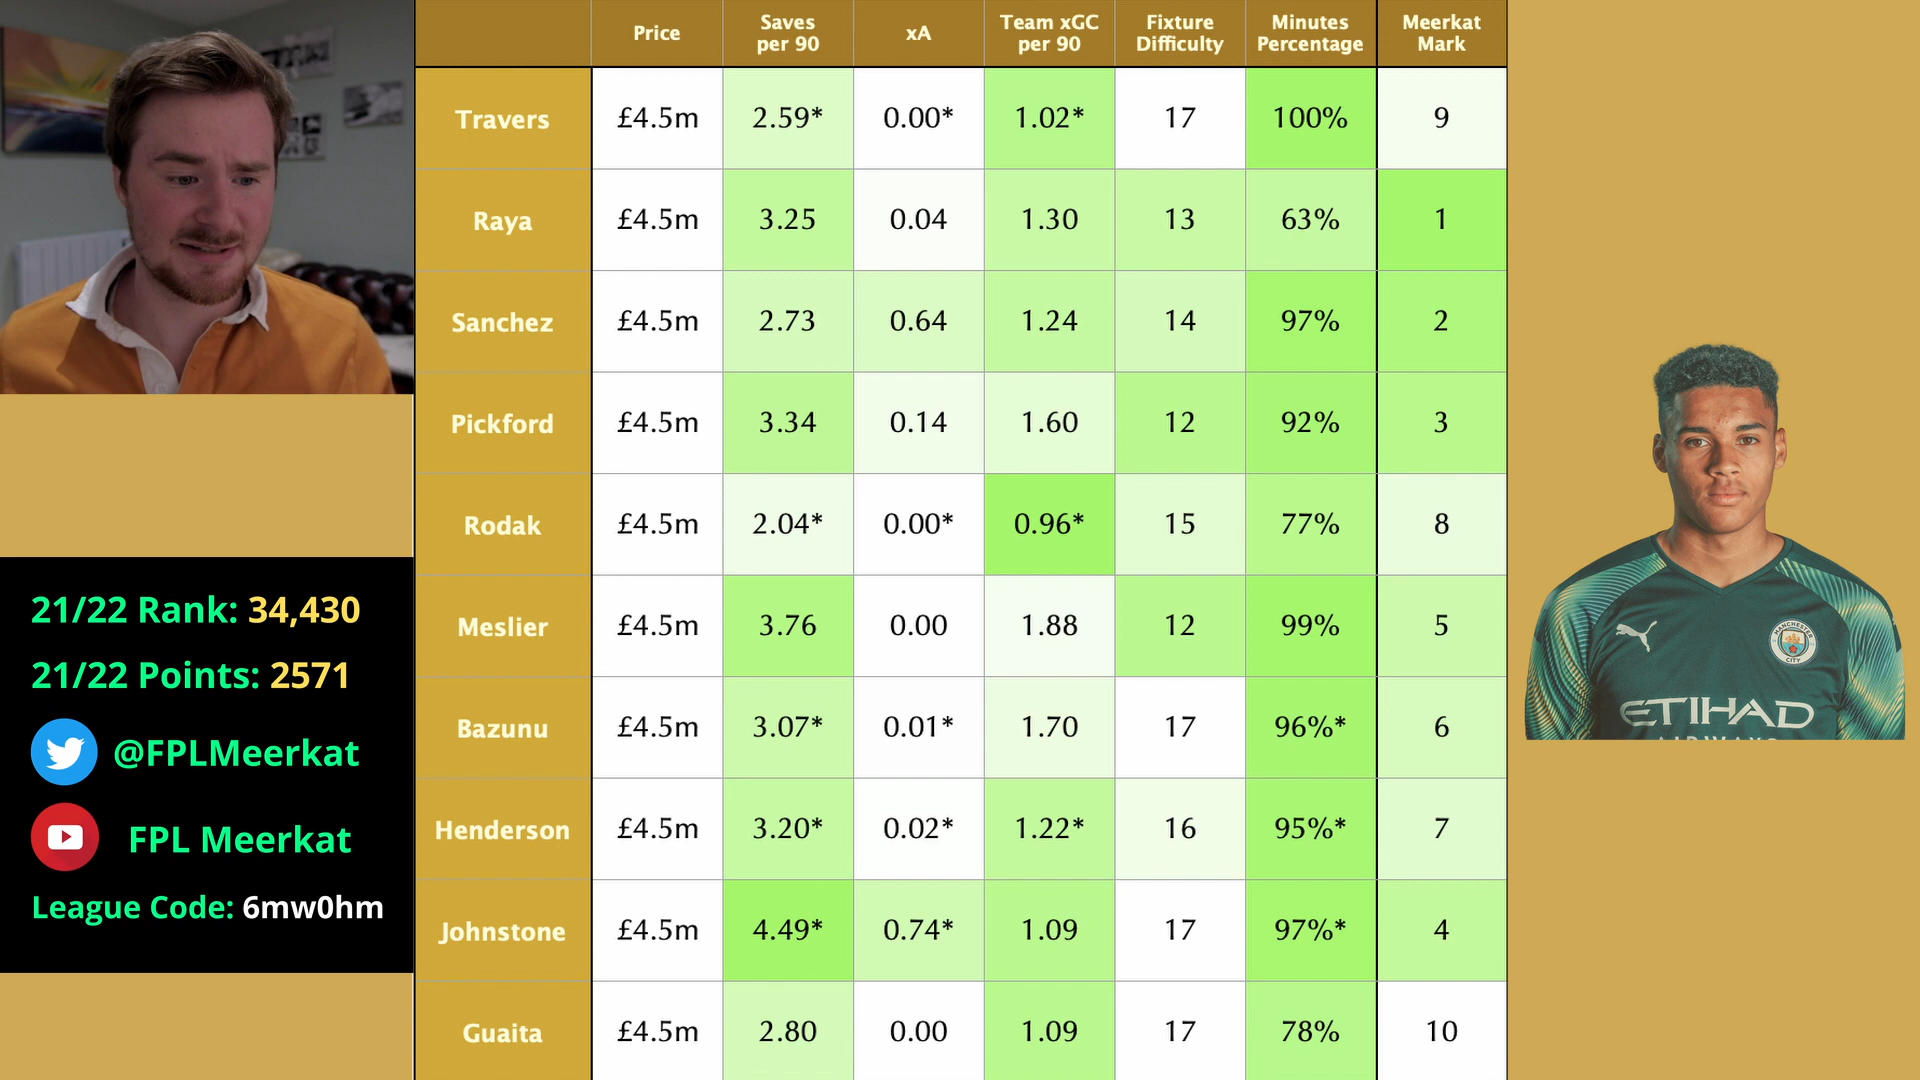 Price
Saves per 90
xA
Team xGC per 90
Fixture Difficulty
Minutes Percentage
Meerkat Mark
Travers £4.5m 2.59* 0.00* 1.02* 17 100% 9
Raya £4.5m 3.25 0.04 1.30 13 63% 1
Sanchez £4.5m 2.73 0.64 1.24 14 97% 2
Pickford £4.5m 3.34 0.14 1.60 12 92% 3
Rodak £4.5m 2.04* 0.00* 0.96* 15 77% 8
Meslier £4.5m 3.76 0.00 1.88 12 99% 5
Bazunu £4.5m 3.07* 0.01* 1.70 17 96%* 6
Henderson £4.5m 3.20* 0.02* 1.22* 16 95%* 7
Johnstone £4.5m 4.49* 0.74* 1.09 17 97%* 4
Guaita £4.5m 2.80 0.00 1.09 17 78% 10
21/22 Rank: 34,430
21/22 Points: 2571
@FPLMeerkat
FPL Meerkat
League Code: 6mw0hm
MANCHESTER
CITY
ETIHAD